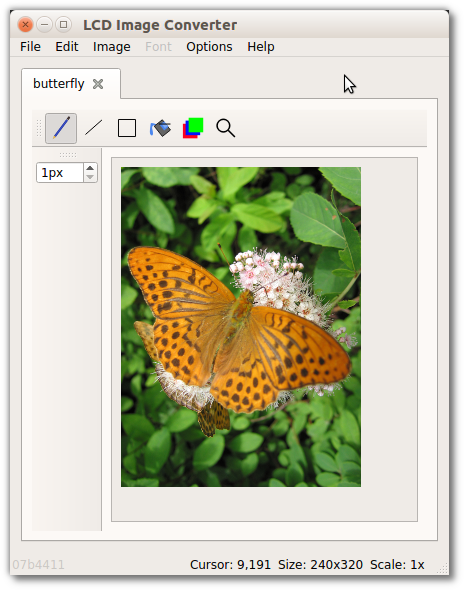 LCD Image Converter
File Edit Image Font Options Help
butterfly
1px
07b4411 Cursor: 9,191 Size: 240x320 Scale: 1x